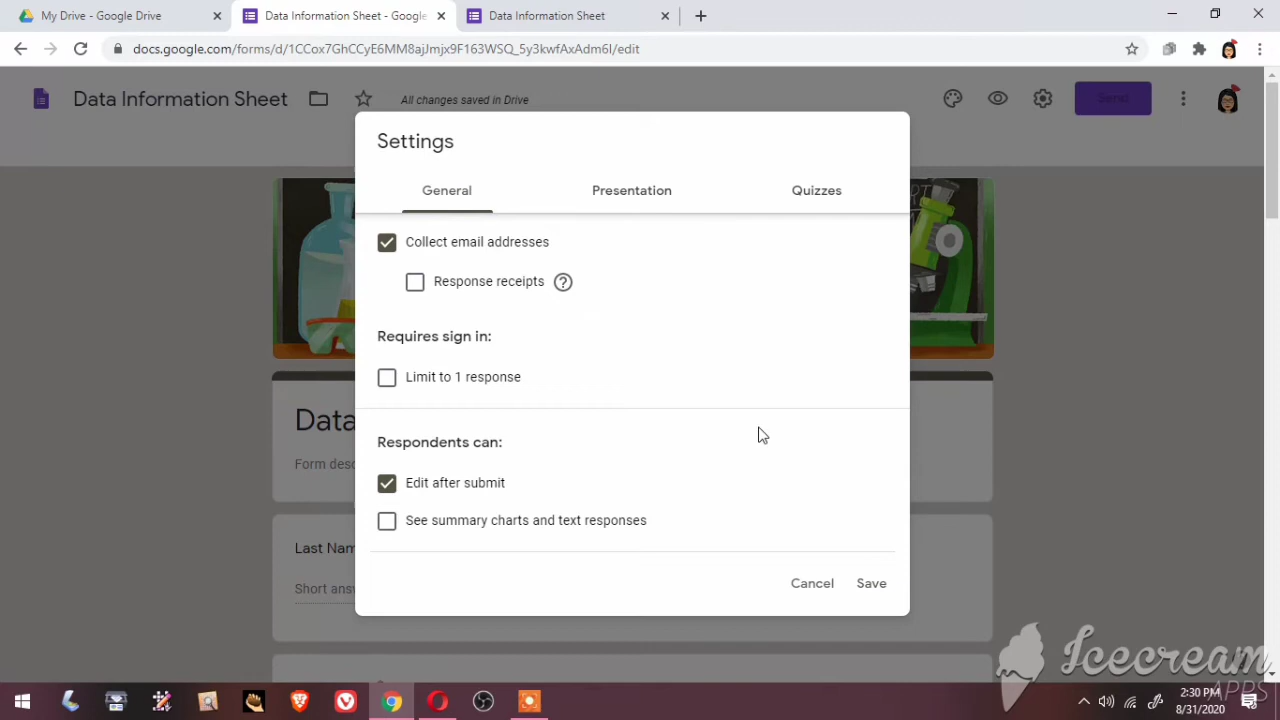 My Drive - Google Drive
Data Information Sheet - Google
Data Information Sheet
docs.google.com/forms/d/1CCox7GhCCyE6MM8ajJmjx9F163WSQ_5y3kwfAxAdm6I/edit
Data Information Sheet
All changes saved in Drive
Send
Settings
General
Presentation
Quizzes
Collect email addresses
Response receipts
Requires sign in:
Limit to 1 response
Data
Respondents can:
Form desc
Edit after submit
See summary charts and text responses
Last Nam
Short answ
Cancel
Save
Icecream
APPS
2:30 PM
8/31/2020